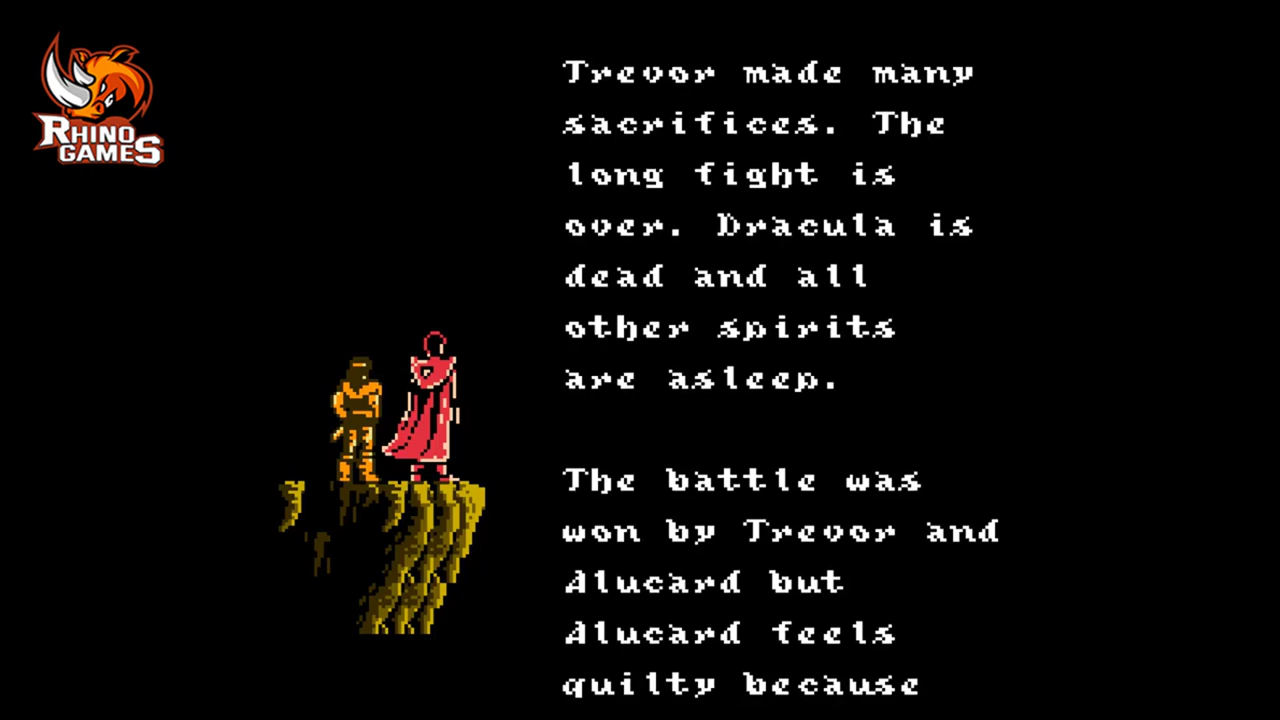 RHINO
GAMES
Trevor made many
sacrifices. The
long fight is
over. Dracula is
dead and all
other spirits
are asleep.
The battle was
won by Trevor and
Alucard but
Alucard feels
quilty because